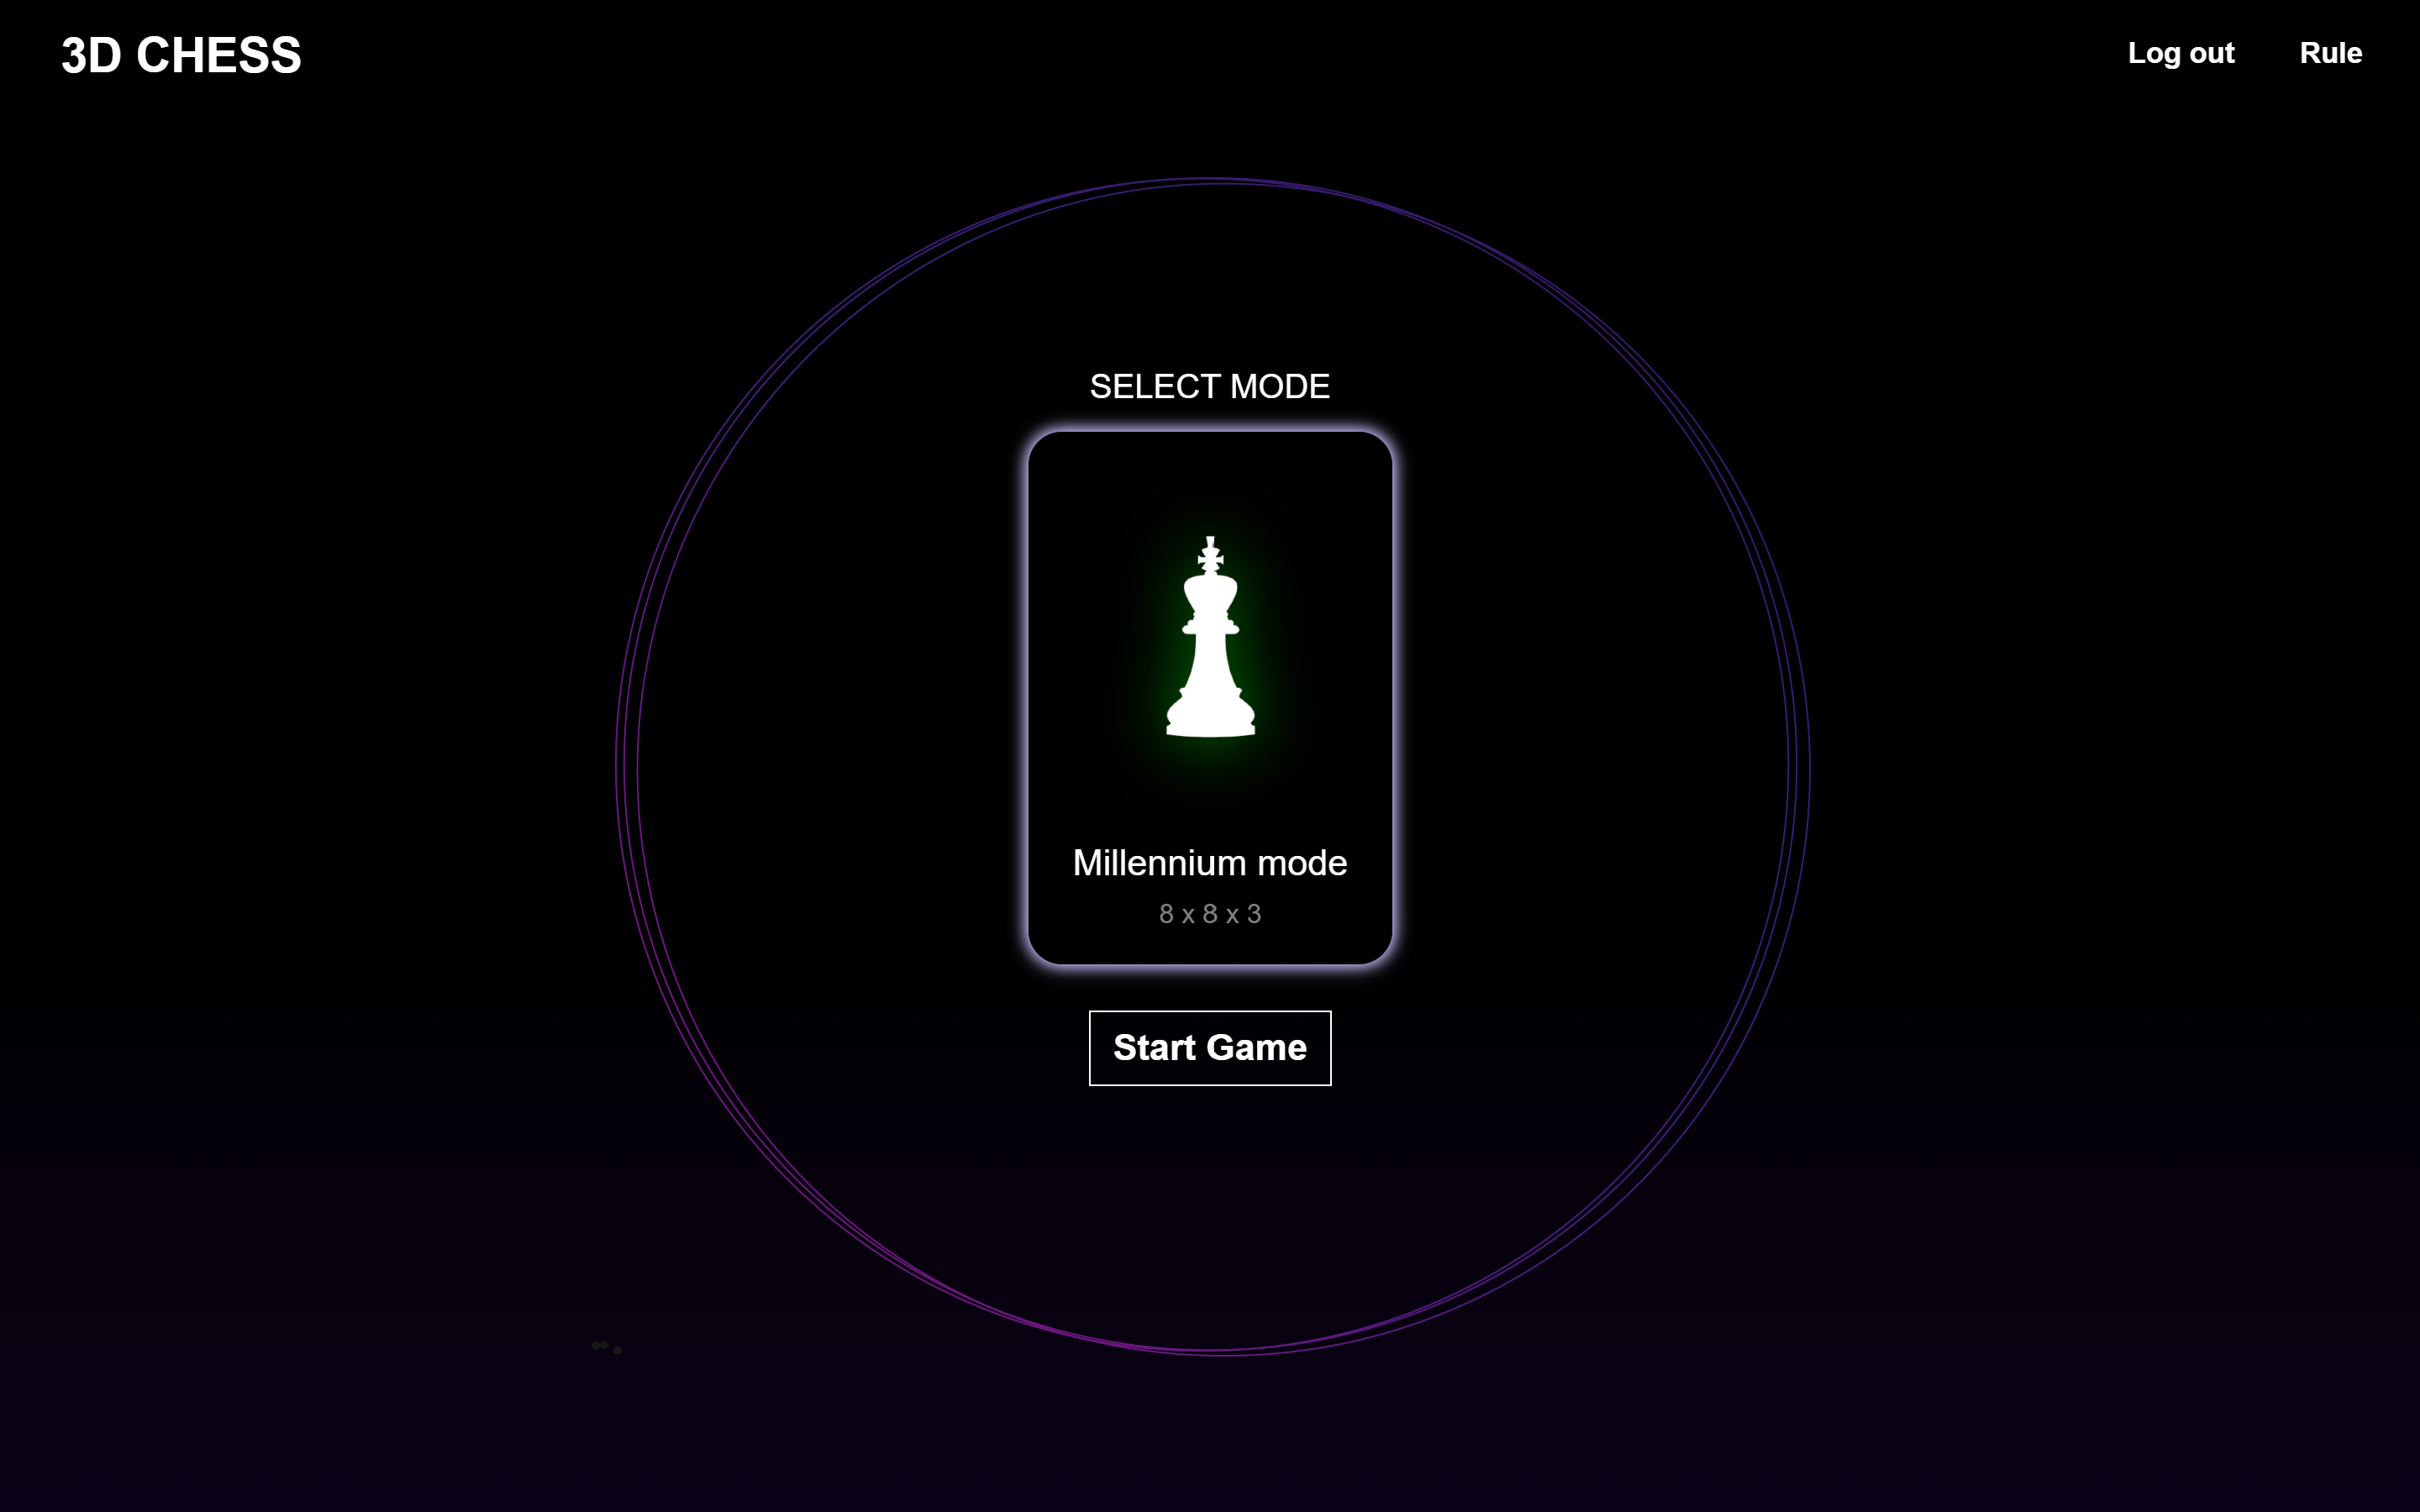 3D CHESS
Log out
Rule
SELECT MODE
Millennium mode
8 x 8 x 3
Start Game